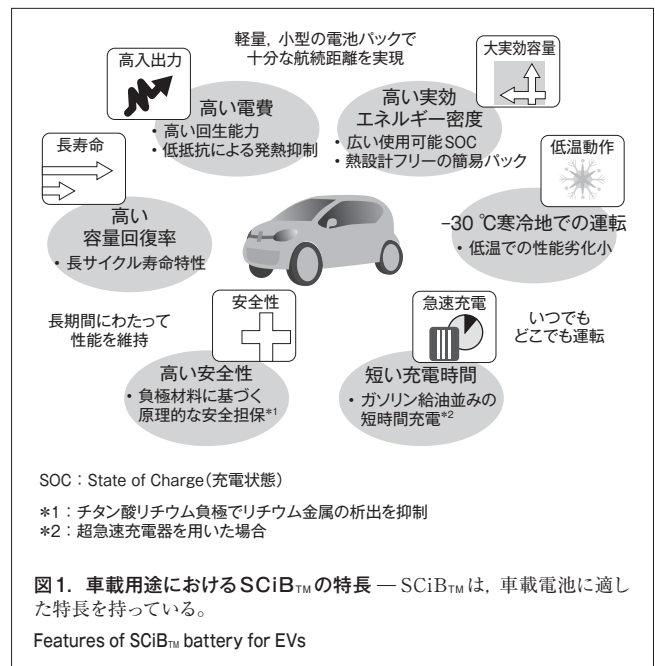 軽量，小型の電池パックで
十分な航続距離を実現
高入出力
高い電費
・高い回生能力
・低抵抗による発熱抑制
大実効容量
高い実効
エネルギー密度
・広い使用可能SOC
・熱設計フリーの簡易パック
長寿命
高い
容量回復率
・長サイクル寿命特性
低温動作
−30 ℃寒冷地での運転
・低温での性能劣化小
長期間にわたって
性能を維持
安全性
高い安全性
・負極材料に基づく
原理的な安全担保*1
急速充電
短い充電時間
・ガソリン給油並みの
短時間充電*2
いつでも
どこでも運転
SOC：State of Charge（充電状態）
*1：チタン酸リチウム負極でリチウム金属の析出を抑制
*2：超急速充電器を用いた場合
図1．車載用途におけるSCiB™の特長 ― SCiB™は，車載電池に適し
た特長を持っている。
Features of SCiB™ battery for EVs